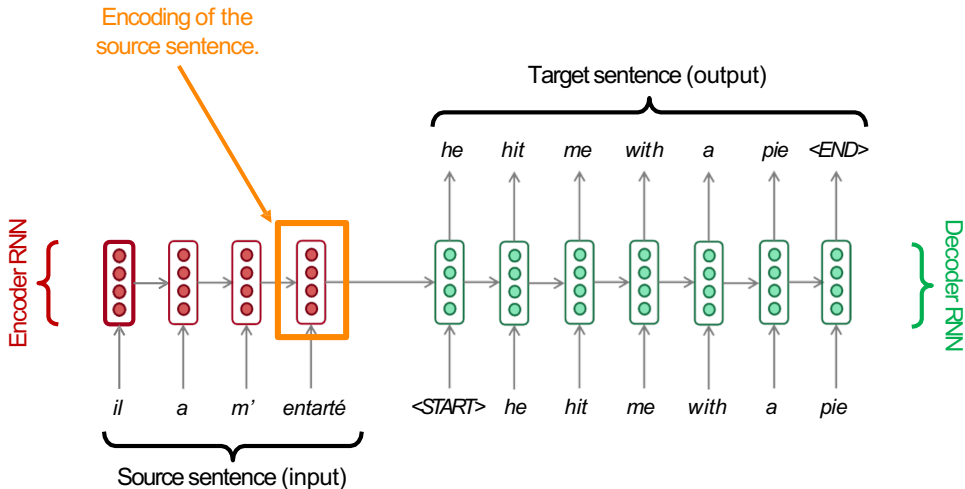 Encoding of the
source sentence.
Target sentence (output)
he hit me with a pie <END>
Encoder RNN
Decoder RNN
il a m’ entarté
<START> he hit me with a pie
Source sentence (input)